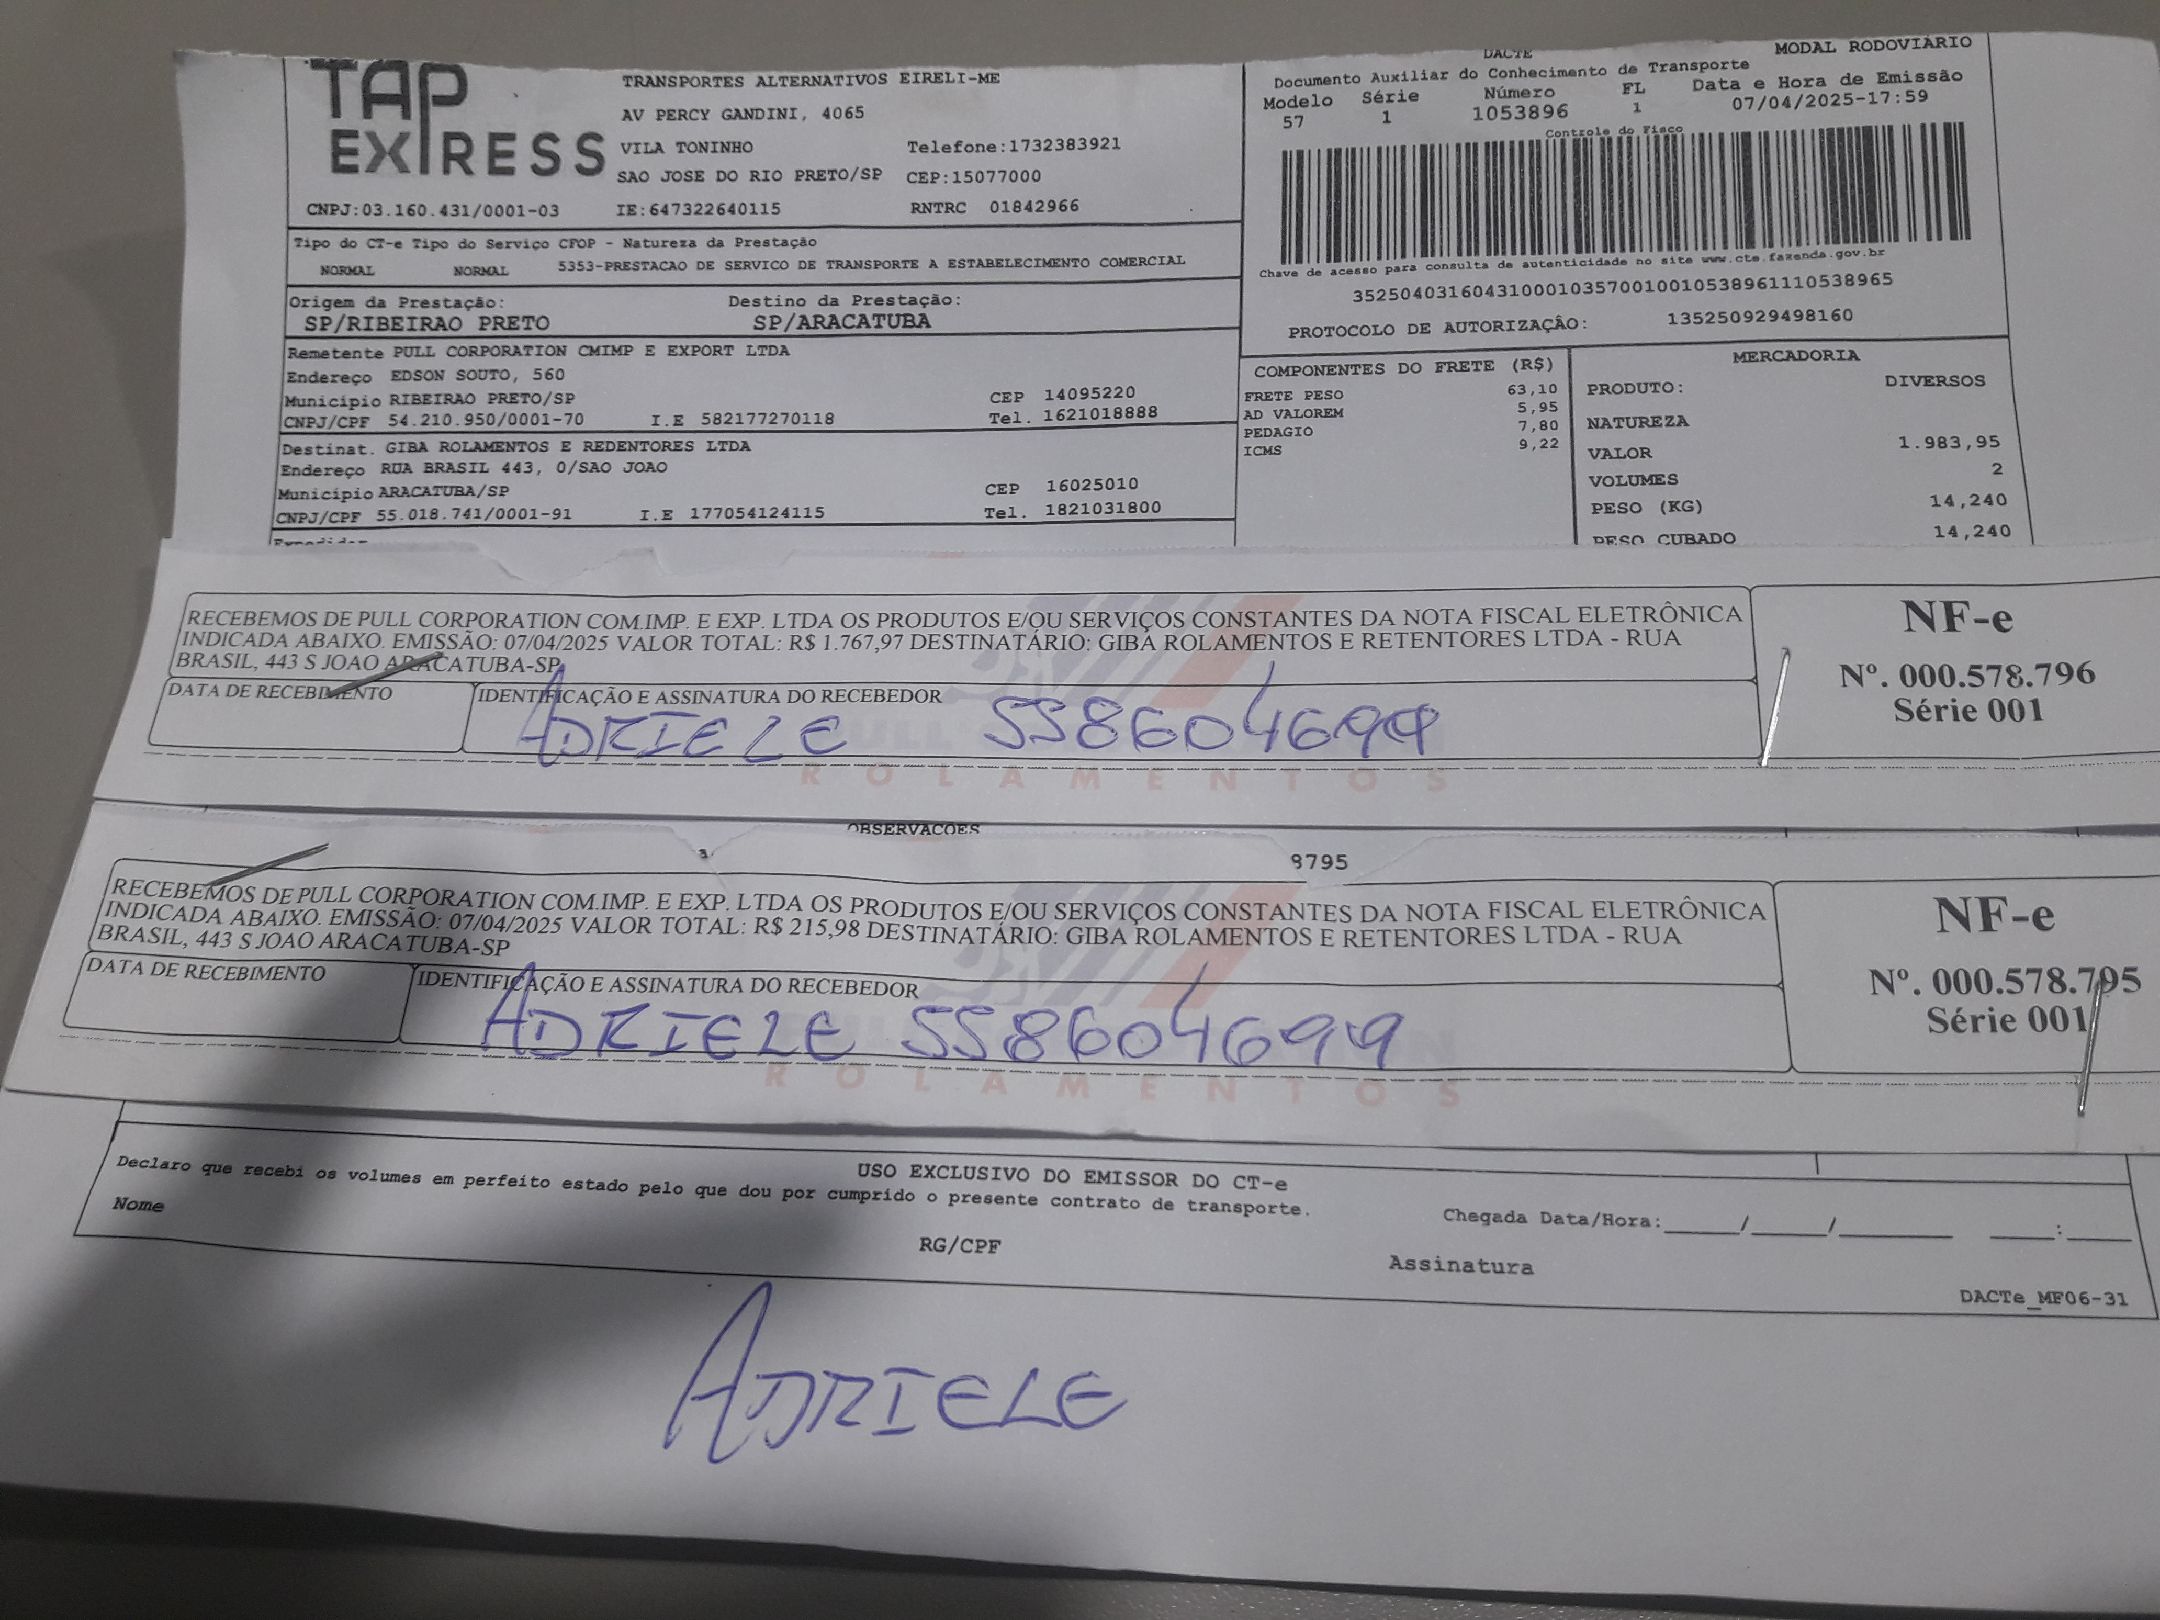 TAP EXPRESS
TRANSPORTES ALTERNATIVOS EIRELI-ME
AV PERCY GANDINI, 4065
VILA TONINHO Telefone:1732383921
SAO JOSE DO RIO PRETO/SP CEP:15077000
CNPJ:03.160.431/0001-03 IE:647322640115 RNTRC 01842966
Tipo do CT-e Tipo do Serviço CFOP - Natureza da Prestação
NORMAL NORMAL 5353-PRESTACAO DE SERVICO DE TRANSPORTE A ESTABELECIMENTO COMERCIAL
Origem da Prestação: Destino da Prestação:
SP/RIBEIRAO PRETO SP/ARACATUBA
Remetente PULL CORPORATION CMIMP E EXPORT LTDA
Endereço EDSON SOUTO, 560
Município RIBEIRAO PRETO/SP CEP 14095220
CNPJ/CPF 54.210.950/0001-70 I.E 582177270118 Tel. 1621018888
Destinat. GIBA ROLAMENTOS E REDENTORES LTDA
Endereço RUA BRASIL 443, 0/SAO JOAO
Município ARACATUBA/SP CEP 16025010
CNPJ/CPF 55.018.741/0001-91 I.E 177054124115 Tel. 1821031800
Expedidor
DACTE MODAL RODOVIÁRIO
Documento Auxiliar do Conhecimento de Transporte
Modelo Série Número FL Data e Hora de Emissão
57 1 1053896 1 07/04/2025-17:59
Controle do Fisco
Chave de acesso para consulta de autenticidade no site www.cte.fazenda.gov.br
35250403160431000103570010010538961110538965
PROTOCOLO DE AUTORIZAÇÂO: 135250929498160
COMPONENTES DO FRETE (R$)
FRETE PESO 63,10
AD VALOREM 5,95
PEDAGIO 7,80
ICMS 9,22
MERCADORIA
PRODUTO: DIVERSOS
NATUREZA
VALOR 1.983,95
VOLUMES 2
PESO (KG) 14,240
PESO CUBADO 14,240
RECEBEMOS DE PULL CORPORATION COM.IMP. E EXP. LTDA OS PRODUTOS E/OU SERVIÇOS CONSTANTES DA NOTA FISCAL ELETRÔNICA
INDICADA ABAIXO. EMISSÃO: 07/04/2025 VALOR TOTAL: R$ 1.767,97 DESTINATÁRIO: GIBA ROLAMENTOS E RETENTORES LTDA - RUA
BRASIL, 443 S JOAO ARACATUBA-SP
DATA DE RECEBIMENTO IDENTIFICAÇÃO E ASSINATURA DO RECEBEDOR
ADRIELE 558604699
ROLAMENTOS
NF-e
Nº. 000.578.796
Série 001
OBSERVACOES
8795
RECEBEMOS DE PULL CORPORATION COM.IMP. E EXP. LTDA OS PRODUTOS E/OU SERVIÇOS CONSTANTES DA NOTA FISCAL ELETRÔNICA
INDICADA ABAIXO. EMISSÃO: 07/04/2025 VALOR TOTAL: R$ 215,98 DESTINATÁRIO: GIBA ROLAMENTOS E RETENTORES LTDA - RUA
BRASIL, 443 S JOAO ARACATUBA-SP
DATA DE RECEBIMENTO IDENTIFICAÇÃO E ASSINATURA DO RECEBEDOR
ADRIELE 558604699
ROLAMENTOS
NF-e
Nº. 000.578.795
Série 001
USO EXCLUSIVO DO EMISSOR DO CT-e
Declaro que recebi os volumes em perfeito estado pelo que dou por cumprido o presente contrato de transporte.
Nome RG/CPF Assinatura Chegada Data/Hora:____/____/______ ___:___
DACTe_MF06-31
ADRIELE